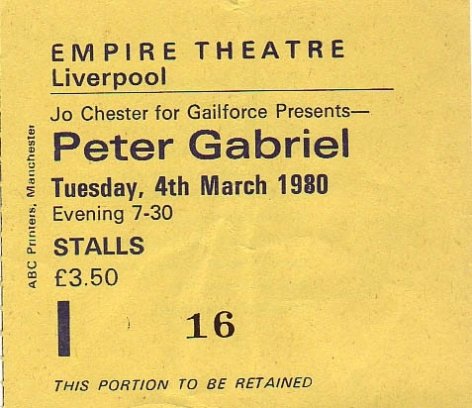 EMPIRE THEATRE
Liverpool
Jo Chester for Gailforce Presents—
Peter Gabriel
Tuesday, 4th March 1980
Evening 7-30
STALLS
£3.50
I 16
THIS PORTION TO BE RETAINED
ABC Printers, Manchester